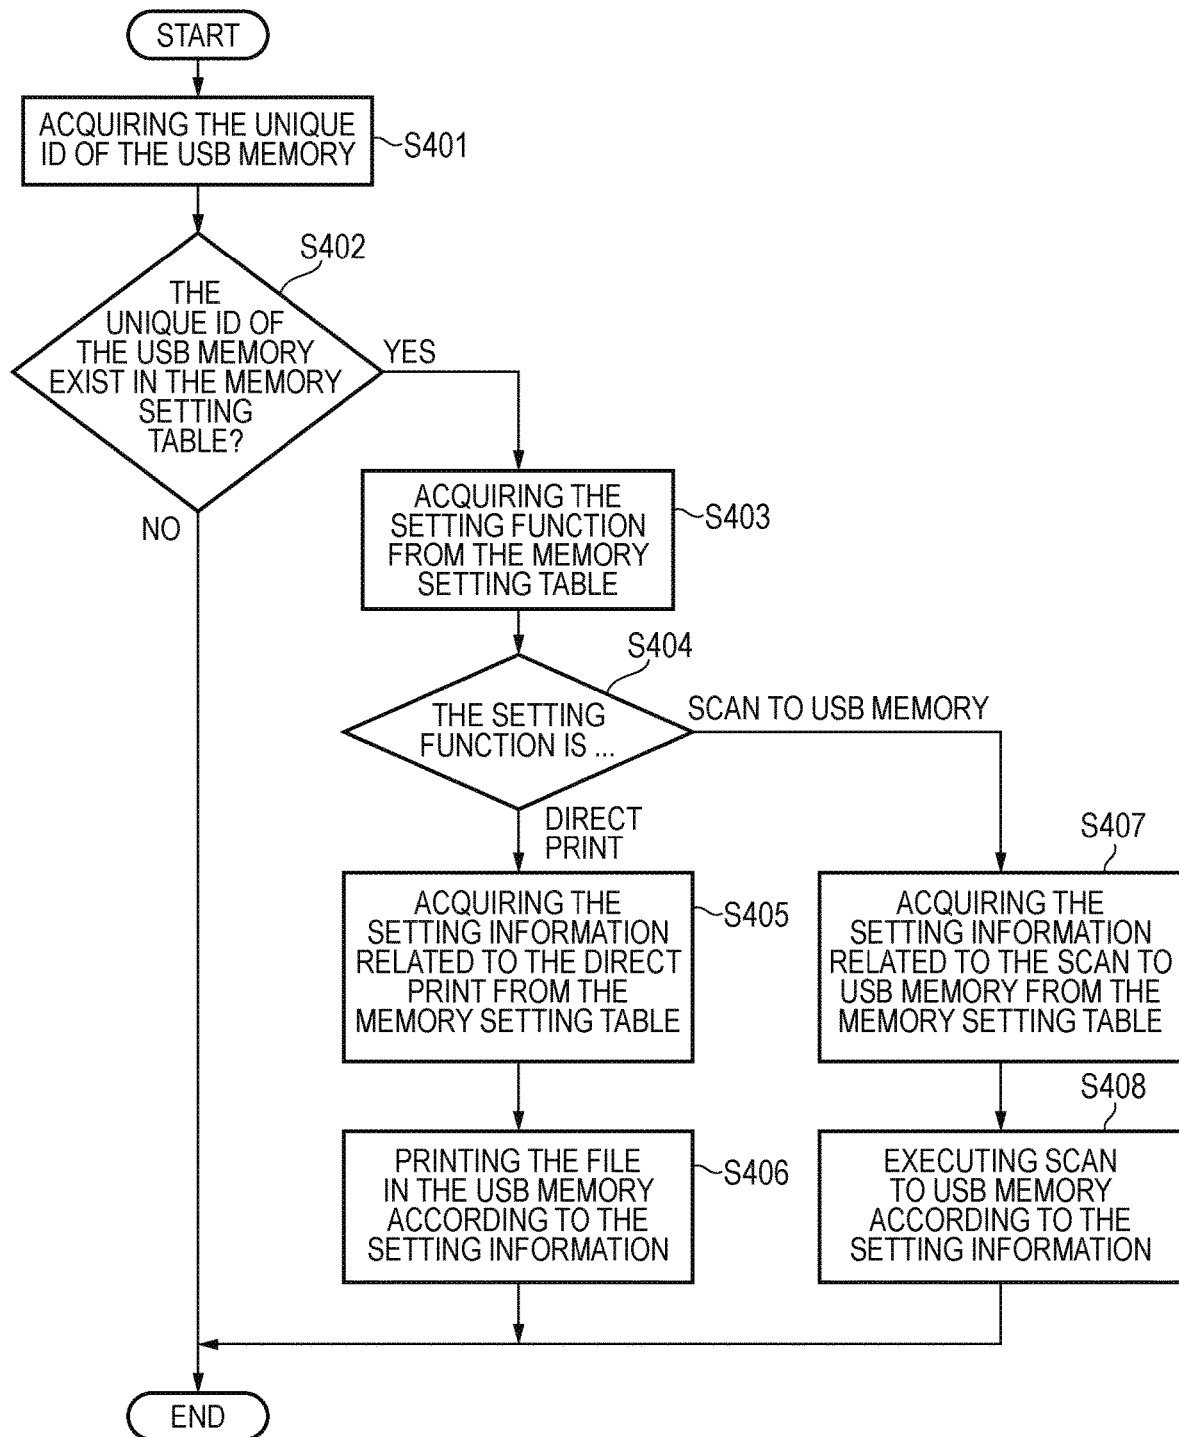 START
ACQUIRING THE UNIQUE
ID OF THE USB MEMORY
S401
S402
THE
UNIQUE ID OF
THE USB MEMORY
EXIST IN THE MEMORY
SETTING
TABLE?
YES
NO
ACQUIRING THE
SETTING FUNCTION
FROM THE MEMORY
SETTING TABLE
S403
S404
THE SETTING
FUNCTION IS ...
SCAN TO USB MEMORY
DIRECT
PRINT
ACQUIRING THE
SETTING INFORMATION
RELATED TO THE DIRECT
PRINT FROM THE
MEMORY SETTING TABLE
S405
S407
ACQUIRING THE
SETTING INFORMATION
RELATED TO THE SCAN TO
USB MEMORY FROM THE
MEMORY SETTING TABLE
PRINTING THE FILE
IN THE USB MEMORY
ACCORDING TO THE
SETTING INFORMATION
S406
S408
EXECUTING SCAN
TO USB MEMORY
ACCORDING TO THE
SETTING INFORMATION
END